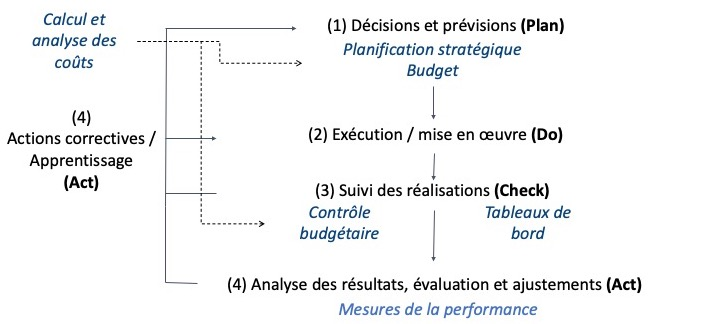 Calcul et
analyse des
coûts
(1) Décisions et prévisions (Plan)
Planification stratégique
Budget
(4)
Actions correctives /
Apprentissage
(Act)
(2) Exécution / mise en œuvre (Do)
(3) Suivi des réalisations (Check)
Contrôle
budgétaire
Tableaux de
bord
(4) Analyse des résultats, évaluation et ajustements (Act)
Mesures de la performance